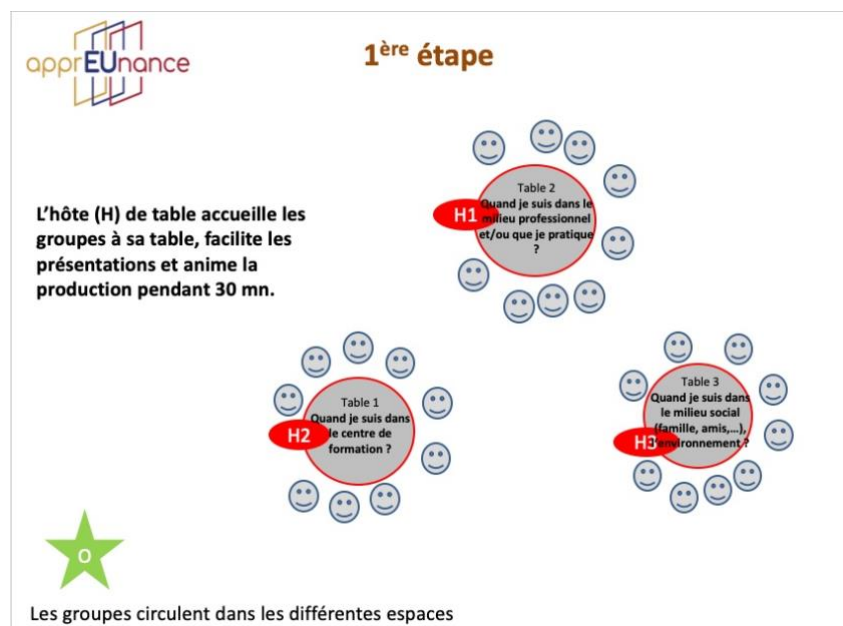 apprEUnance
1ère étape
L'hôte (H) de table accueille les
groupes à sa table, facilite les
présentations et anime la
production pendant 30 mn.
H1
Table 2
Quand je suis dans le
milieu professionnel
et/ou que je pratique
?
H2
Table 1
Quand je suis dans
le centre de
formation ?
H3
Table 3
Quand je suis dans
le milieu social
(famille, amis,...),
l'environnement ?
O
Les groupes circulent dans les différentes espaces